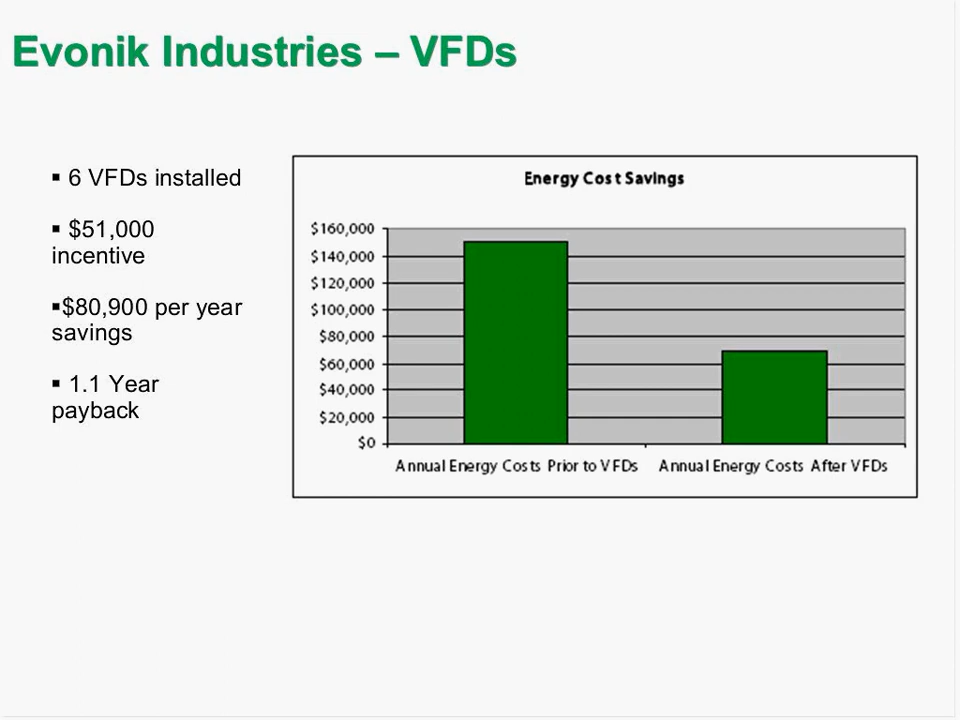 Evonik Industries – VFDs
▪ 6 VFDs installed
▪ $51,000
incentive
▪$80,900 per year
savings
▪ 1.1 Year
payback
Energy Cost Savings
$160,000
$140,000
$120,000
$100,000
$80,000
$60,000
$40,000
$20,000
$0
Annual Energy Costs Prior to VFDs
Annual Energy Costs After VFDs